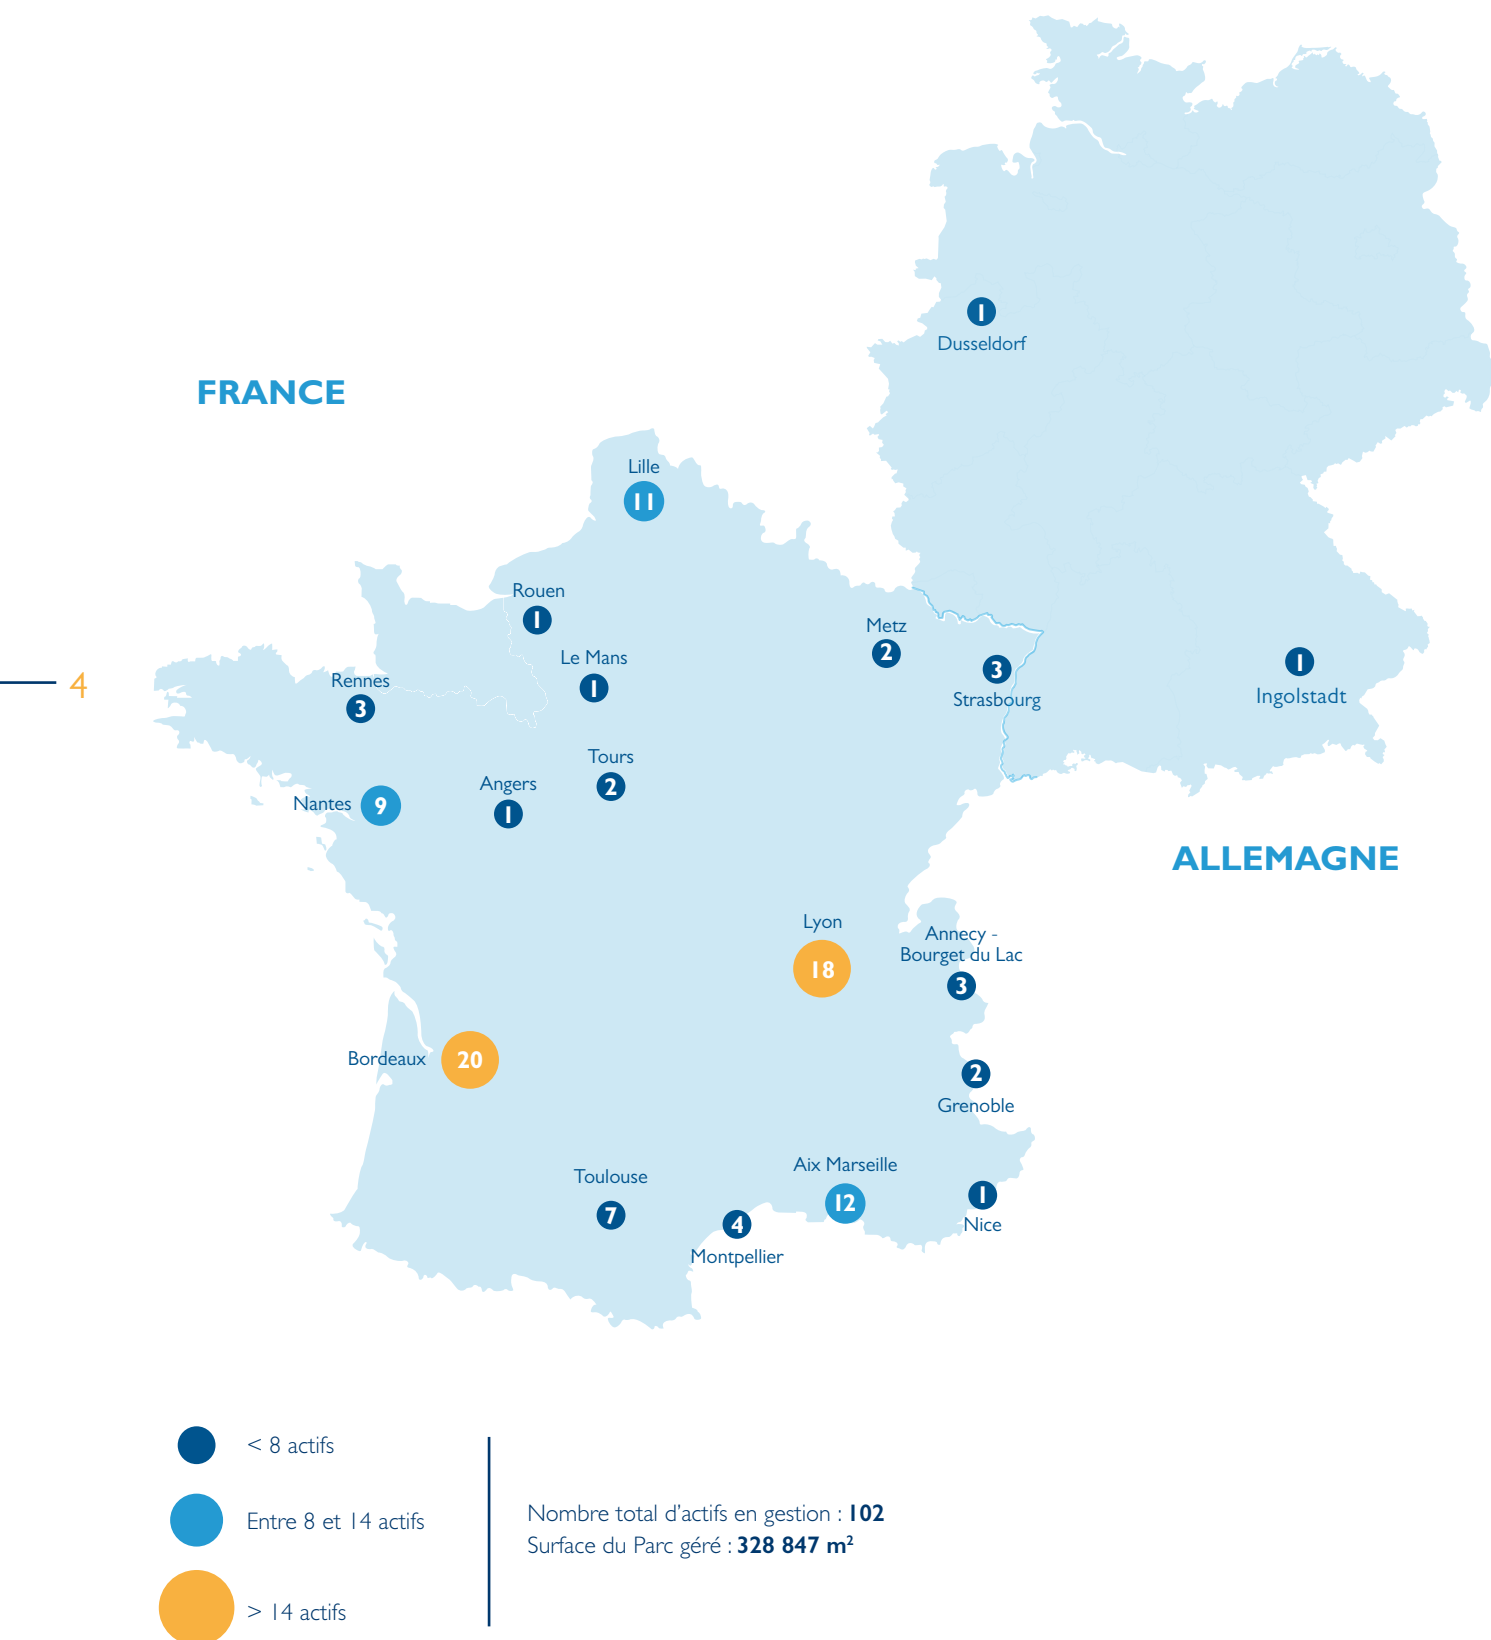 1
Dusseldorf
FRANCE
Lille
11
Rouen
1
Metz
2
Le Mans
1
3
Strasbourg
1
Ingolstadt
4
Rennes
3
Tours
2
Angers
1
Nantes 9
ALLEMAGNE
Lyon
18
Annecy -
Bourget du Lac
3
Bordeaux 20
2
Grenoble
Aix Marseille
12
Toulouse
7
4
Montpellier
1
Nice
< 8 actifs
Entre 8 et 14 actifs
> 14 actifs
Nombre total d'actifs en gestion : 102
Surface du Parc géré : 328 847 m²